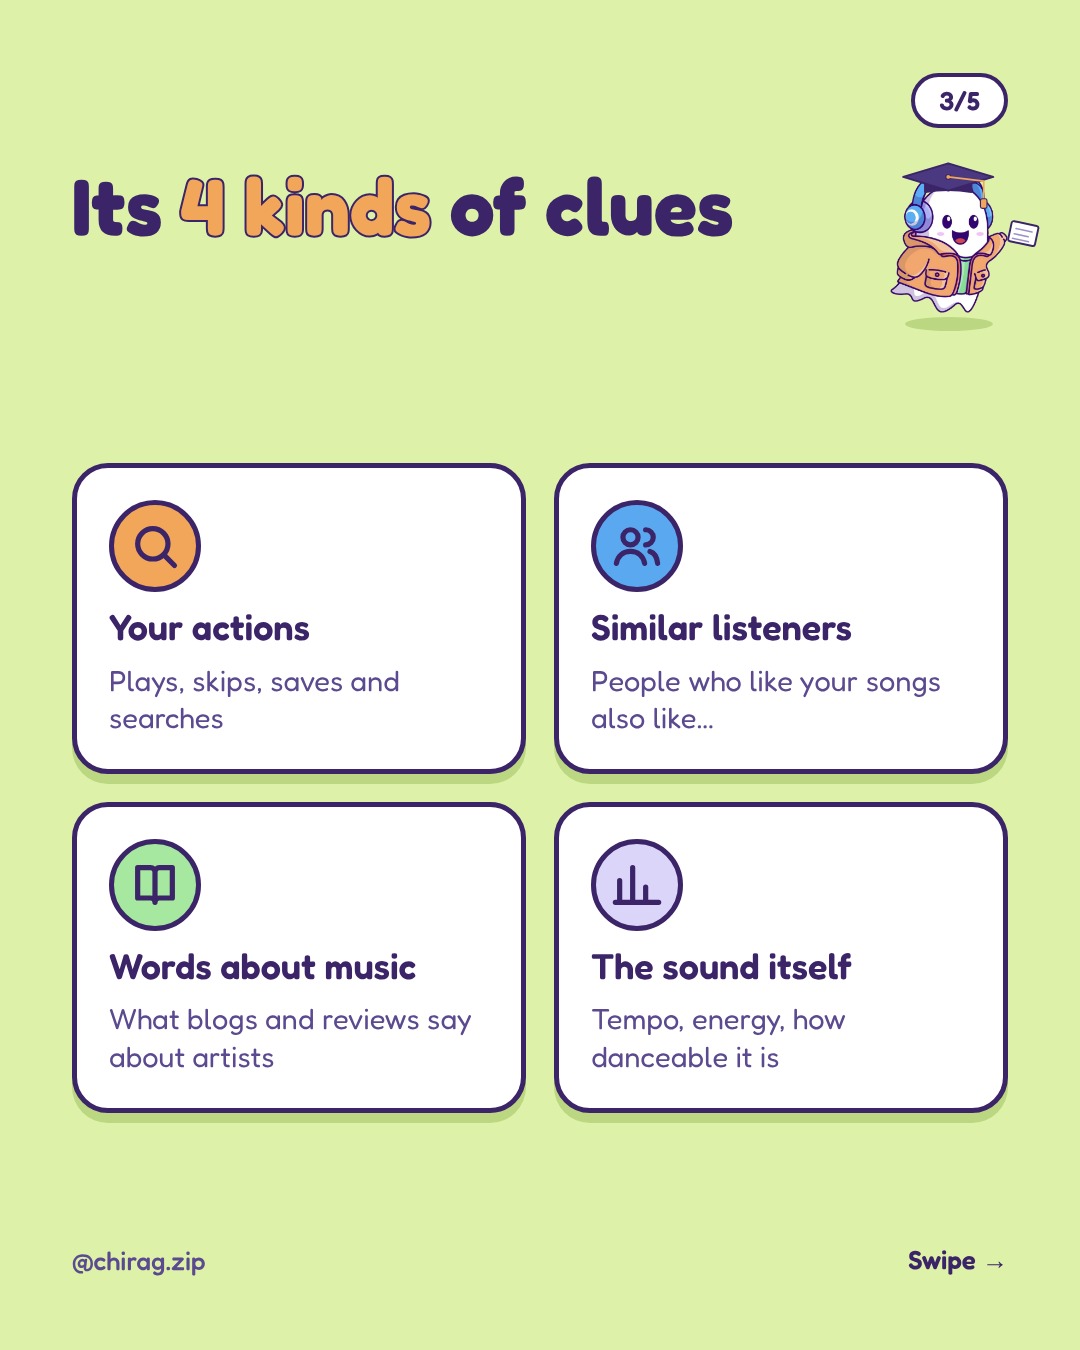 3/5
Its 4 kinds of clues
Your actions
Plays, skips, saves and
searches
Similar listeners
People who like your songs
also like...
Words about music
What blogs and reviews say
about artists
The sound itself
Tempo, energy, how
danceable it is
@chirag.zip
Swipe →